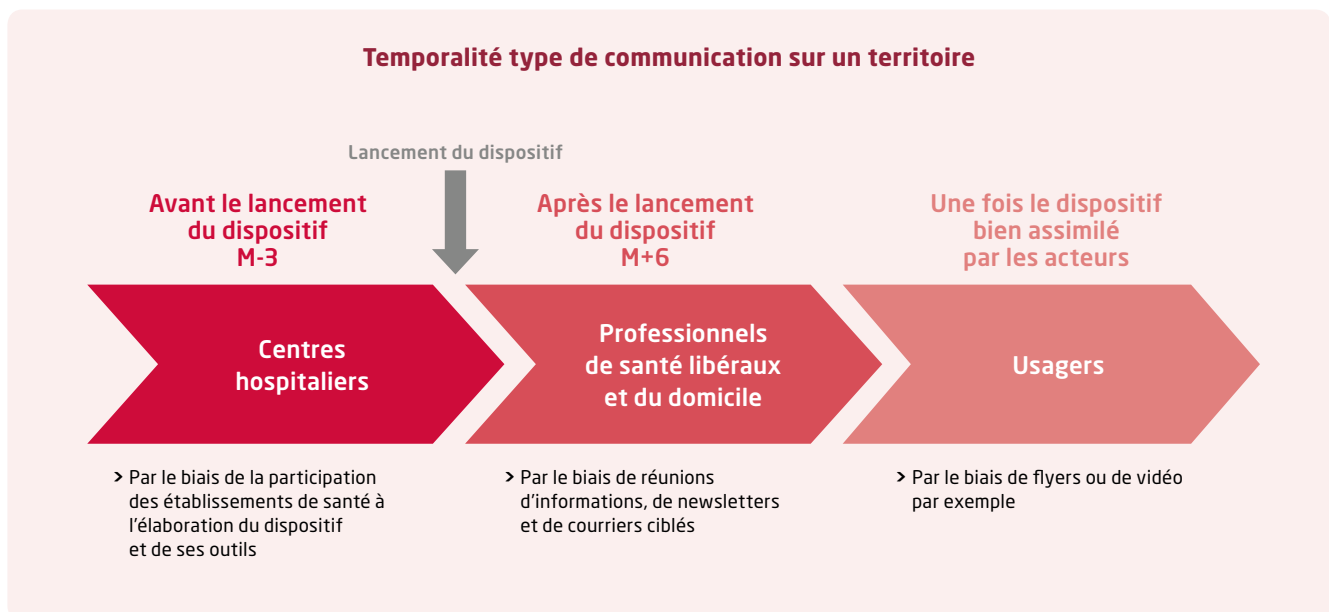 Temporalité type de communication sur un territoire
Lancement du dispositif
Avant le lancement
du dispositif
M-3
Après le lancement
du dispositif
M+6
Une fois le dispositif
bien assimilé
par les acteurs
Centres
hospitaliers
Professionnels
de santé libéraux
et du domicile
Usagers
> Par le biais de la participation
des établissements de santé à
l'élaboration du dispositif
et de ses outils
> Par le biais de réunions
d'informations, de newsletters
et de courriers ciblés
> Par le biais de flyers ou de vidéo
par exemple